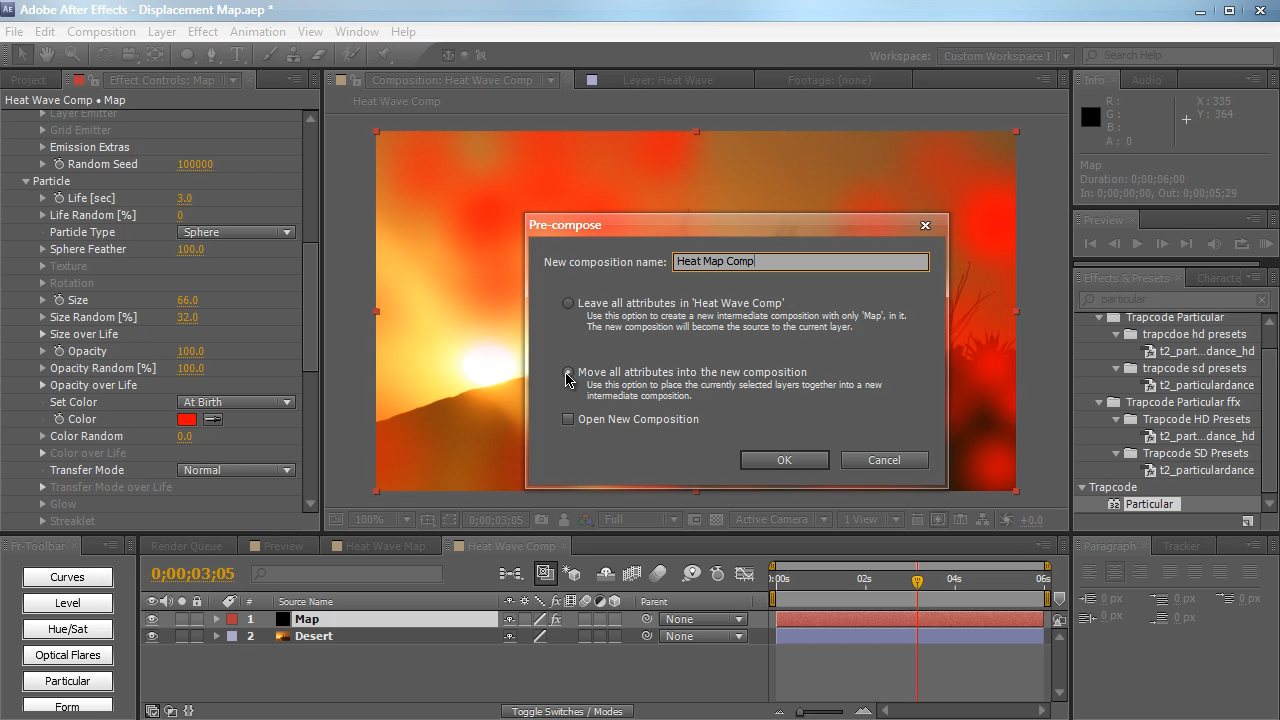 Ae Adobe After Effects - Displacement Map.aep *
File Edit Composition Layer Effect Animation View Window Help
Workspace: Custom Workspace 1 Search Help
Project Effect Controls: Map
Composition: Heat Wave Comp Layer: Heat Wave Footage: (none)
Info Audio
Heat Wave Comp • Map
Heat Wave Comp
R :
G :
B :
A : 0
X : 335
Y : 364
Map
Duration: 0;00;06;00
In: 0;00;00;00, Out: 0;00;05;29
Layer Emitter
Grid Emitter
Emission Extras
Random Seed 100000
Particle
Life [sec] 3.0
Life Random [%] 0
Particle Type Sphere
Sphere Feather 100.0
Texture
Rotation
Size 66.0
Size Random [%] 32.0
Size over Life
Opacity 100.0
Opacity Random [%] 100.0
Opacity over Life
Set Color At Birth
Color
Color Random 0.0
Color over Life
Transfer Mode Normal
Transfer Mode over Life
Glow
Streaklet
Pre-compose
New composition name: Heat Map Comp
Leave all attributes in 'Heat Wave Comp'
Use this option to create a new intermediate composition with only 'Map', in it.
The new composition will become the source to the current layer.
Move all attributes into the new composition
Use this option to place the currently selected layers together into a new
intermediate composition.
Open New Composition
OK Cancel
Preview
Effects & Presets Characte
particular
Trapcode Particular
trapcdoe hd presets
t2_part...dance_hd
trapcode sd presets
t2_particulardance
Trapcode Particular ffx
Trapcode HD Presets
t2_part...dance_hd
Trapcode SD Presets
t2_particulardance
Trapcode
32 Particular
100% 0;00;03;05 Full Active Camera 1 View +0.0
Ft-Toolbar
Render Queue Preview Heat Wave Map Heat Wave Comp
Paragraph Tracker
Curves
Level
Hue/Sat
Optical Flares
Particular
Form
0;00;03;05
):00s 02s 04s 06s
# Source Name fx Parent
1 Map fx None
2 Desert None
0 px 0 px 0 px
0 px 0 px
Toggle Switches / Modes